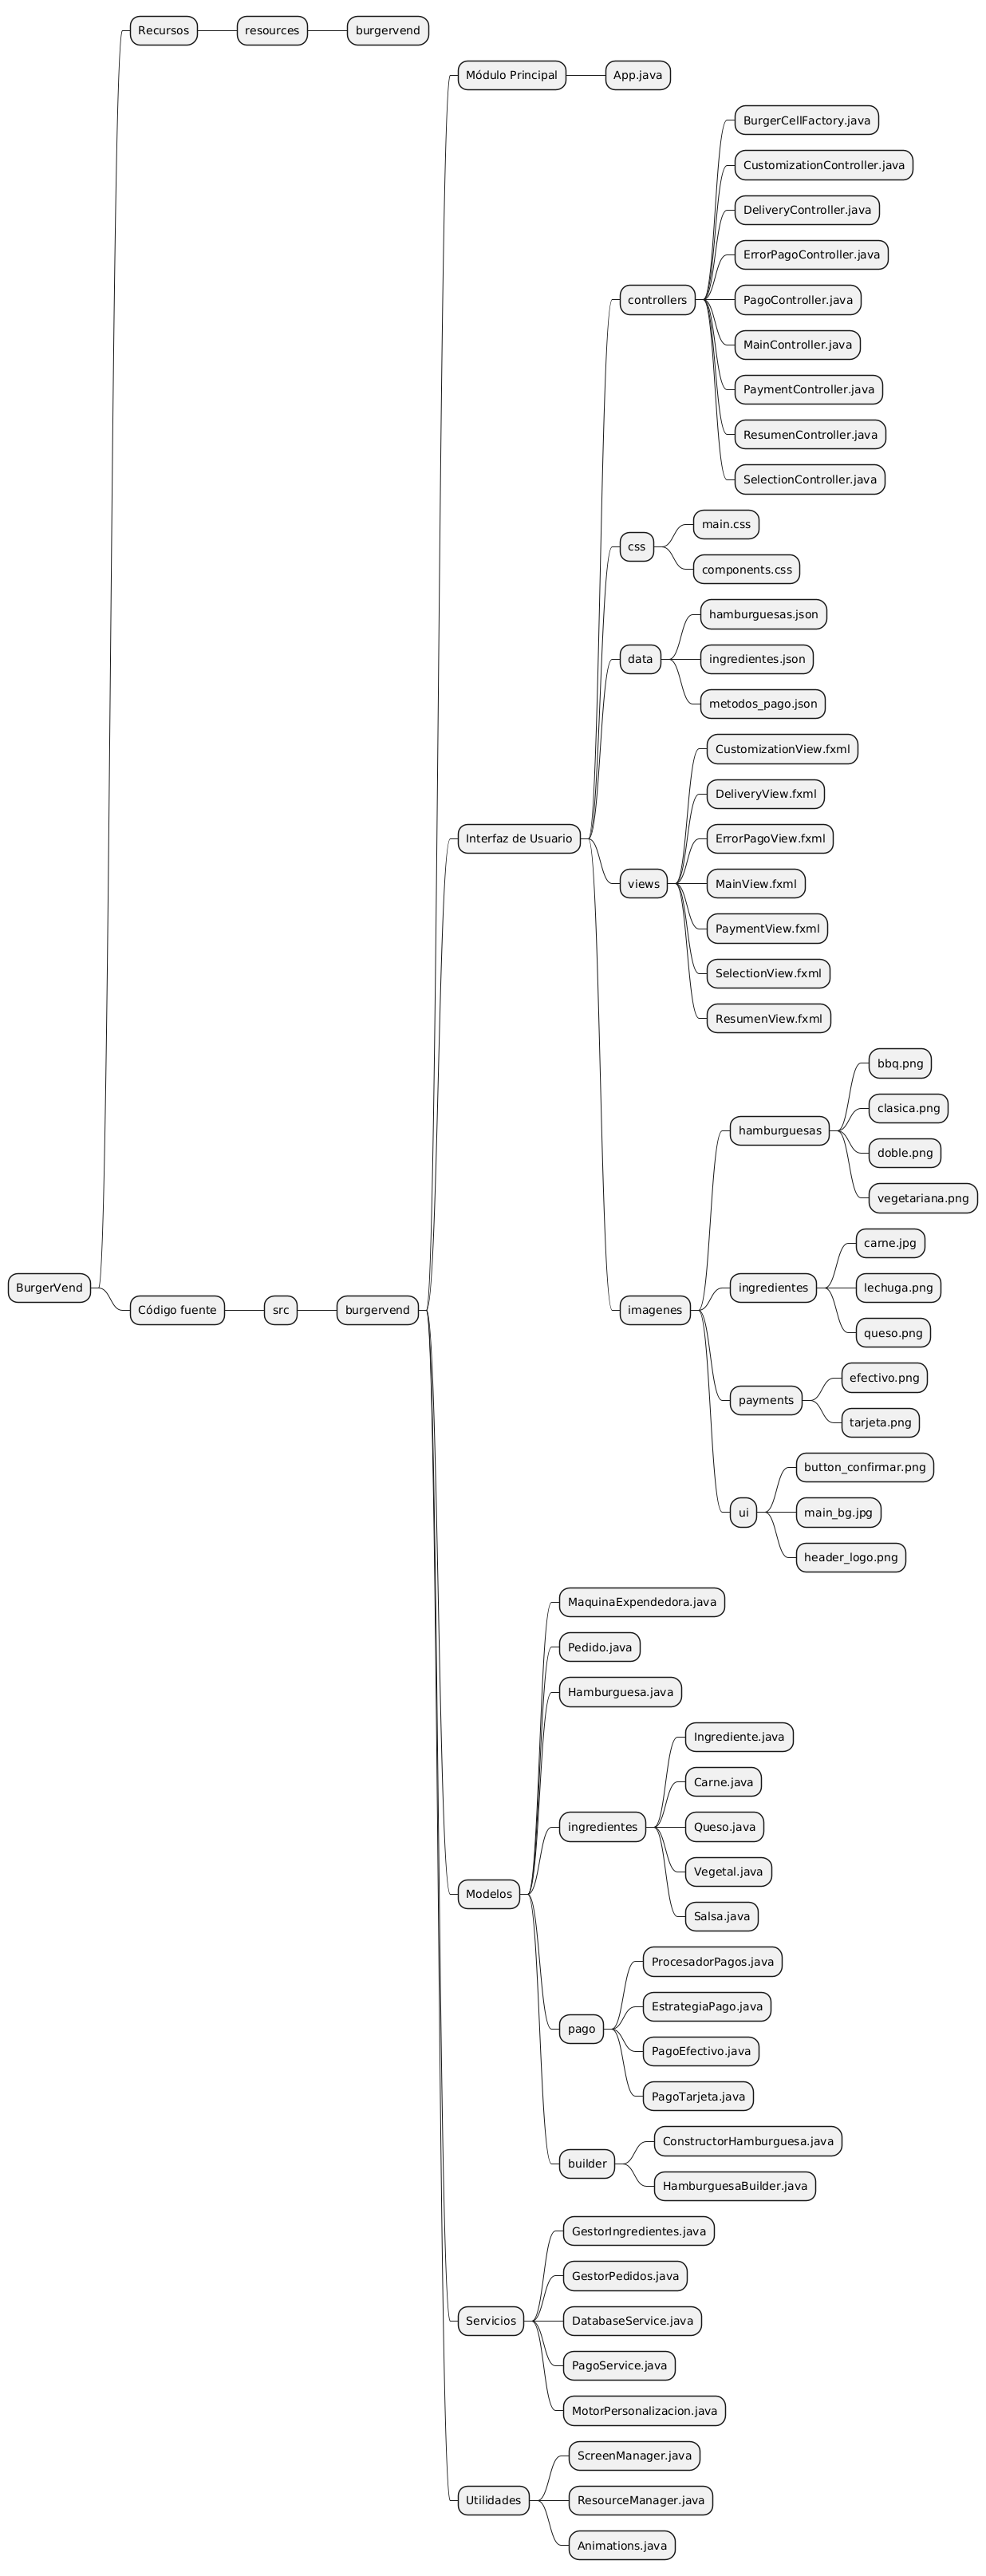 BurgerVend
Recursos
resources
burgervend
Código fuente
src
burgervend
Módulo Principal
App.java
Interfaz de Usuario
controllers
BurgerCellFactory.java
CustomizationController.java
DeliveryController.java
ErrorPagoController.java
PagoController.java
MainController.java
PaymentController.java
ResumenController.java
SelectionController.java
css
main.css
components.css
data
hamburguesas.json
ingredientes.json
metodos_pago.json
views
CustomizationView.fxml
DeliveryView.fxml
ErrorPagoView.fxml
MainView.fxml
PaymentView.fxml
SelectionView.fxml
ResumenView.fxml
imagenes
hamburguesas
bbq.png
clasica.png
doble.png
vegetariana.png
ingredientes
carne.jpg
lechuga.png
queso.png
payments
efectivo.png
tarjeta.png
ui
button_confirmar.png
main_bg.jpg
header_logo.png
Modelos
MaquinaExpendedora.java
Pedido.java
Hamburguesa.java
ingredientes
Ingrediente.java
Carne.java
Queso.java
Vegetal.java
Salsa.java
pago
ProcesadorPagos.java
EstrategiaPago.java
PagoEfectivo.java
PagoTarjeta.java
builder
ConstructorHamburguesa.java
HamburguesaBuilder.java
Servicios
GestorIngredientes.java
GestorPedidos.java
DatabaseService.java
PagoService.java
MotorPersonalizacion.java
Utilidades
ScreenManager.java
ResourceManager.java
Animations.java